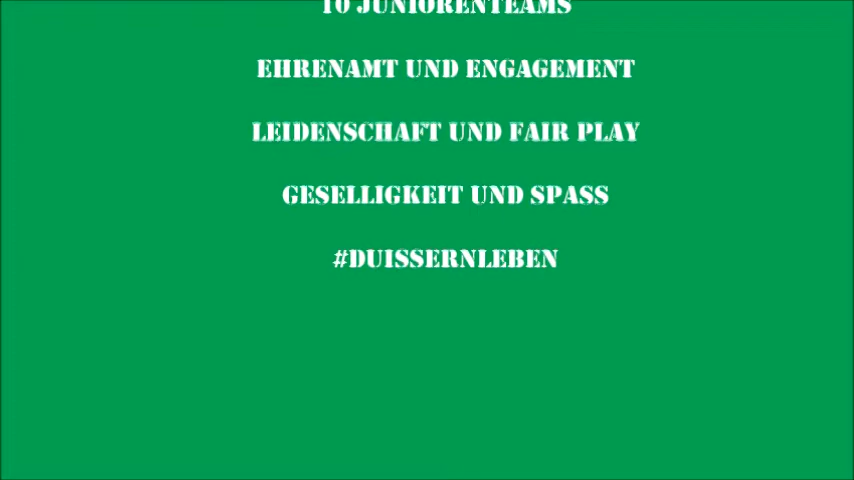 10 JUNIORENTEAMS
EHRENAMT UND ENGAGEMENT
LEIDENSCHAFT UND FAIR PLAY
GESELLIGKEIT UND SPASS
#DUISSERNLEBEN